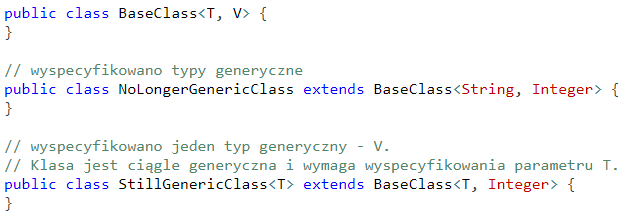 public class BaseClass<T, V> {
}
// wyspecyfikowano typy generyczne
public class NoLongerGenericClass extends BaseClass<String, Integer> {
}
// wyspecyfikowano jeden typ generyczny - V.
// Klasa jest ciągle generyczna i wymaga wyspecyfikowania parametru T.
public class StillGenericClass<T> extends BaseClass<T, Integer> {
}